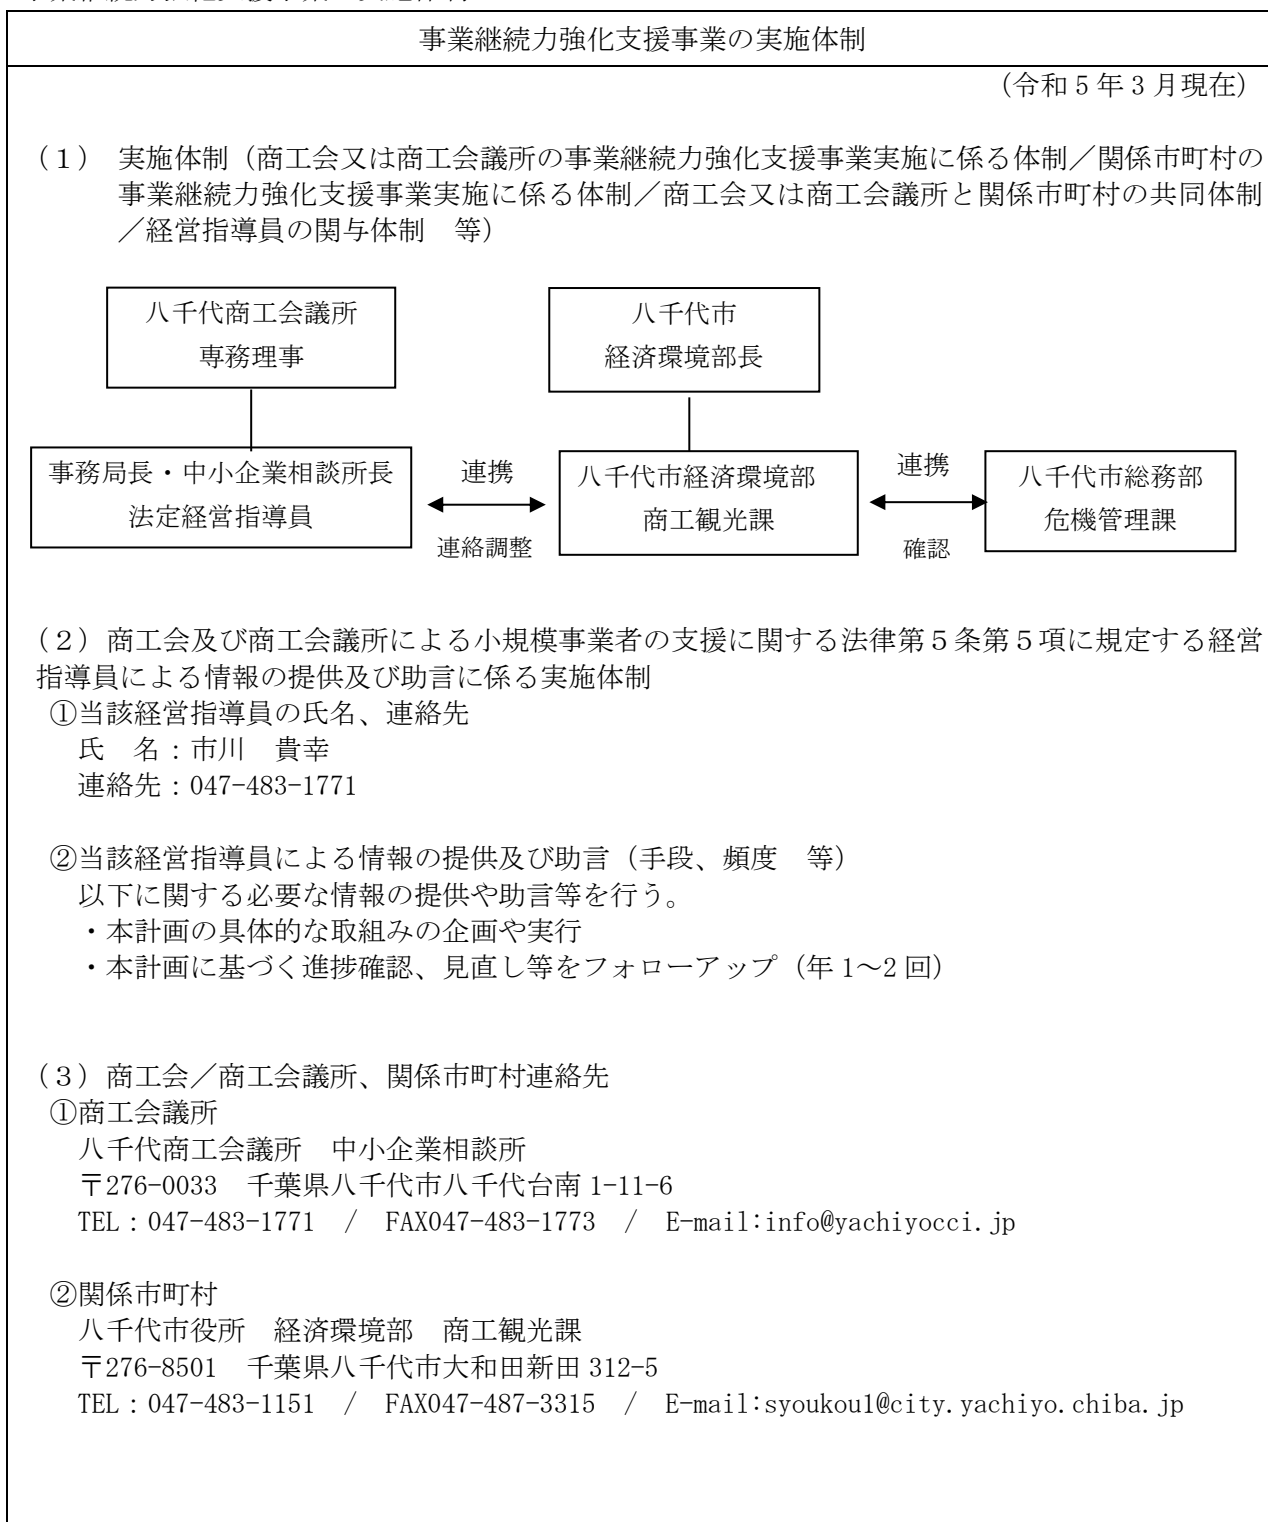 事業継続力強化支援事業の実施体制
（令和５年３月現在）
（１）　実施体制（商工会又は商工会議所の事業継続力強化支援事業実施に係る体制／関係市町村の
事業継続力強化支援事業実施に係る体制／商工会又は商工会議所と関係市町村の共同体制
／経営指導員の関与体制　等）
八千代商工会議所
専務理事
八千代市
経済環境部長
事務局長・中小企業相談所長
法定経営指導員
連携
連絡調整
八千代市経済環境部
商工観光課
連携
確認
八千代市総務部
危機管理課
（２）商工会及び商工会議所による小規模事業者の支援に関する法律第５条第５項に規定する経営
指導員による情報の提供及び助言に係る実施体制
①当該経営指導員の氏名、連絡先
氏　名：市川　貴幸
連絡先：047-483-1771
②当該経営指導員による情報の提供及び助言（手段、頻度　等）
以下に関する必要な情報の提供や助言等を行う。
・本計画の具体的な取組みの企画や実行
・本計画に基づく進捗確認、見直し等をフォローアップ（年 1～2 回）
（３）商工会／商工会議所、関係市町村連絡先
①商工会議所
八千代商工会議所　中小企業相談所
〒276-0033　千葉県八千代市八千代台南 1-11-6
TEL：047-483-1771　/　FAX047-483-1773　/　E-mail:info@yachiyocci.jp
②関係市町村
八千代市役所　経済環境部　商工観光課
〒276-8501　千葉県八千代市大和田新田 312-5
TEL：047-483-1151　/　FAX047-487-3315　/　E-mail:syoukou1@city.yachiyo.chiba.jp